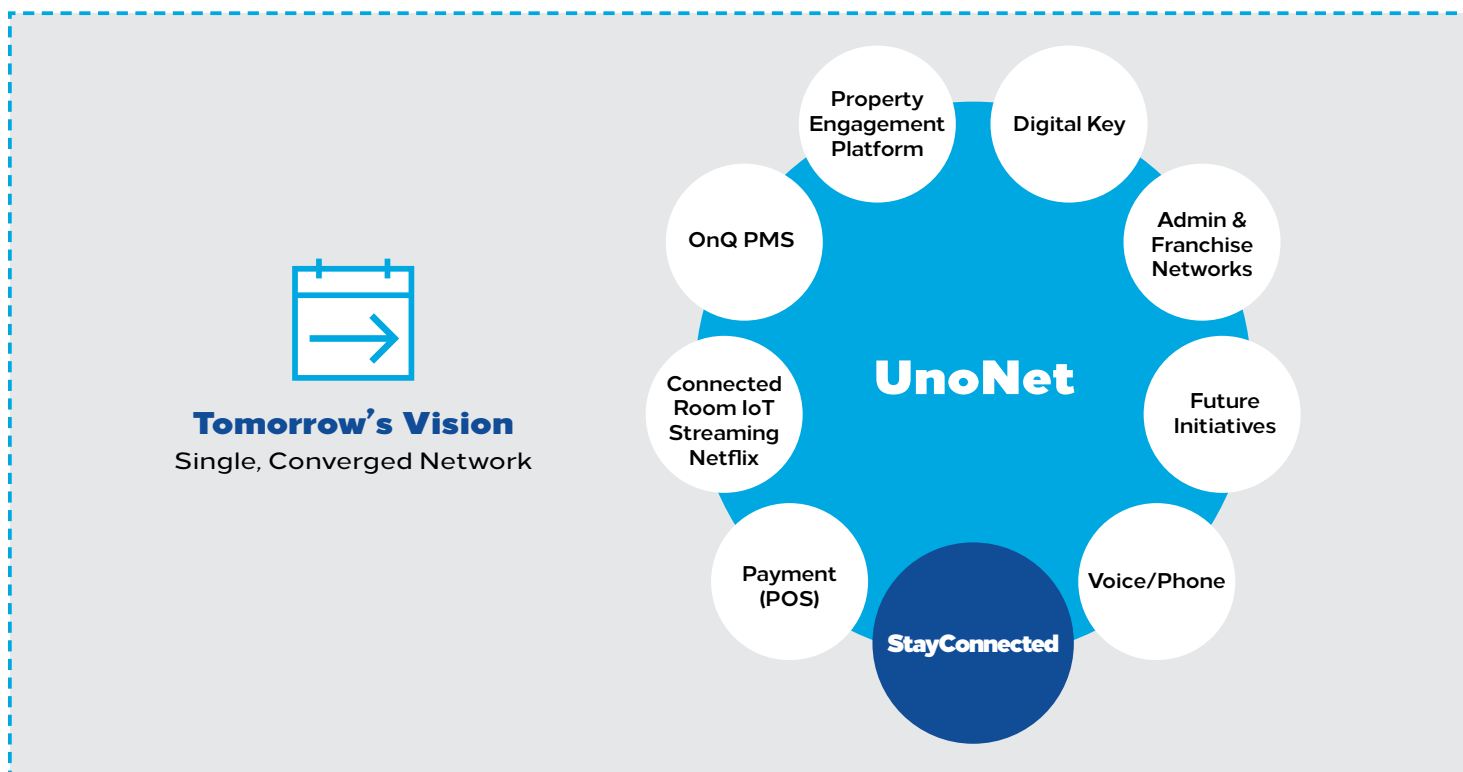 Tomorrow’s Vision
Single, Converged Network
UnoNet
Property
Engagement
Platform
Digital Key
OnQ PMS
Admin &
Franchise
Networks
Connected
Room IoT
Streaming
Netflix
Future
Initiatives
Payment
(POS)
StayConnected
Voice/Phone